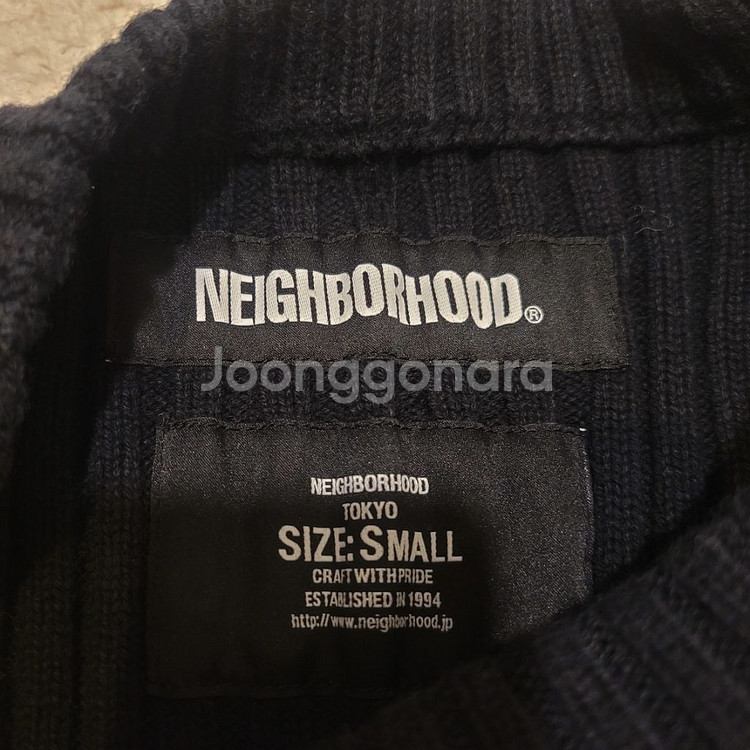 NEIGHBORHOOD®
Joonggonara
NEIGHBORHOOD
TOKYO
SIZE: SMALL
CRAFT WITH PRIDE
ESTABLISHED IN 1994
http://www.neighborhood.jp